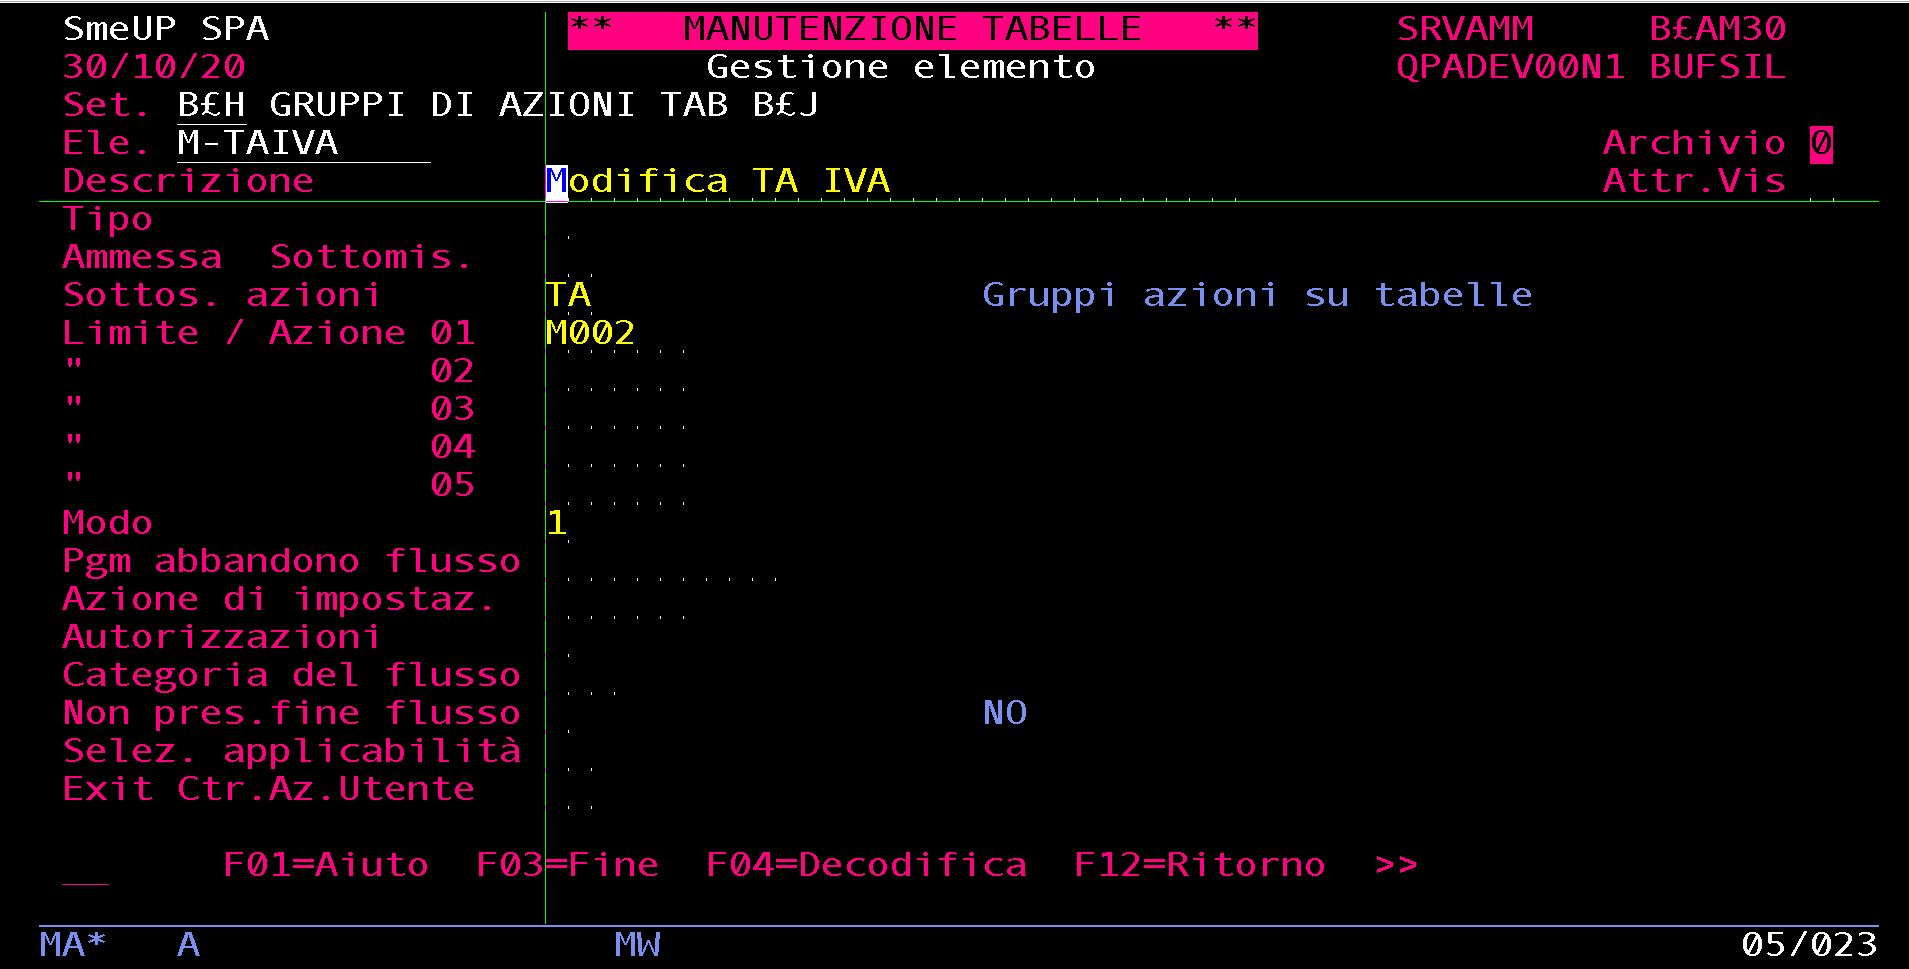 SmeUP SPA ** MANUTENZIONE TABELLE ** SRVAMM B£AM30
30/10/20 Gestione elemento QPADEV00N1 BUFSIL
Set. B£H GRUPPI DI AZIONI TAB B£J
Ele. M-TAIVA Archivio 0
Descrizione Modifica TA IVA Attr.Vis
Tipo
Ammessa Sottomis.
Sottos. azioni TA Gruppi azioni su tabelle
Limite / Azione 01 M002
" 02
" 03
" 04
" 05
Modo 1
Pgm abbandono flusso
Azione di impostaz.
Autorizzazioni
Categoria del flusso
Non pres.fine flusso NO
Selez. applicabilità
Exit Ctr.Az.Utente
F01=Aiuto F03=Fine F04=Decodifica F12=Ritorno >>
MA* A MW 05/023